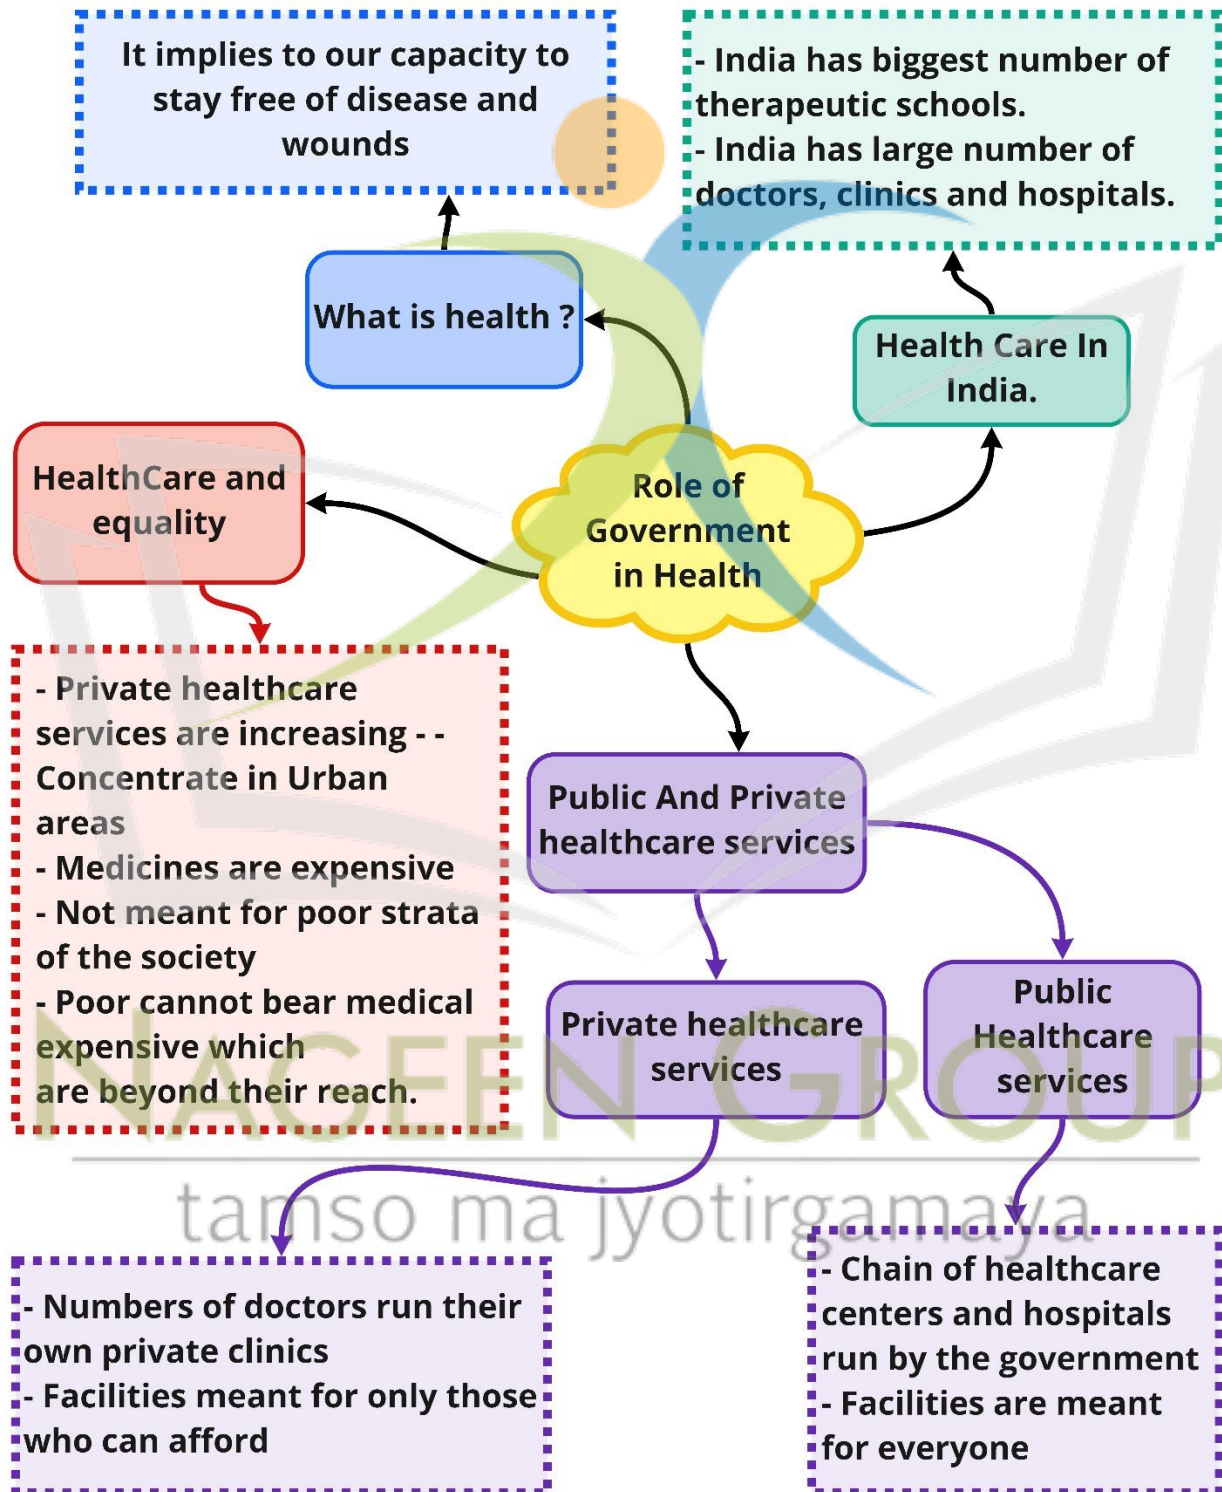 It implies to our capacity to
stay free of disease and
wounds
- India has biggest number of
therapeutic schools.
- India has large number of
doctors, clinics and hospitals.
What is health ?
Health Care In
India.
HealthCare and
equality
Role of
Government
in Health
- Private healthcare
services are increasing - -
Concentrate in Urban
areas
- Medicines are expensive
- Not meant for poor strata
of the society
- Poor cannot bear medical
expensive which
are beyond their reach.
Public And Private
healthcare services
Private healthcare
services
Public
Healthcare
services
NAGEEN GROUP
tamso ma jyotirgamaya
- Numbers of doctors run their
own private clinics
- Facilities meant for only those
who can afford
- Chain of healthcare
centers and hospitals
run by the government
- Facilities are meant
for everyone